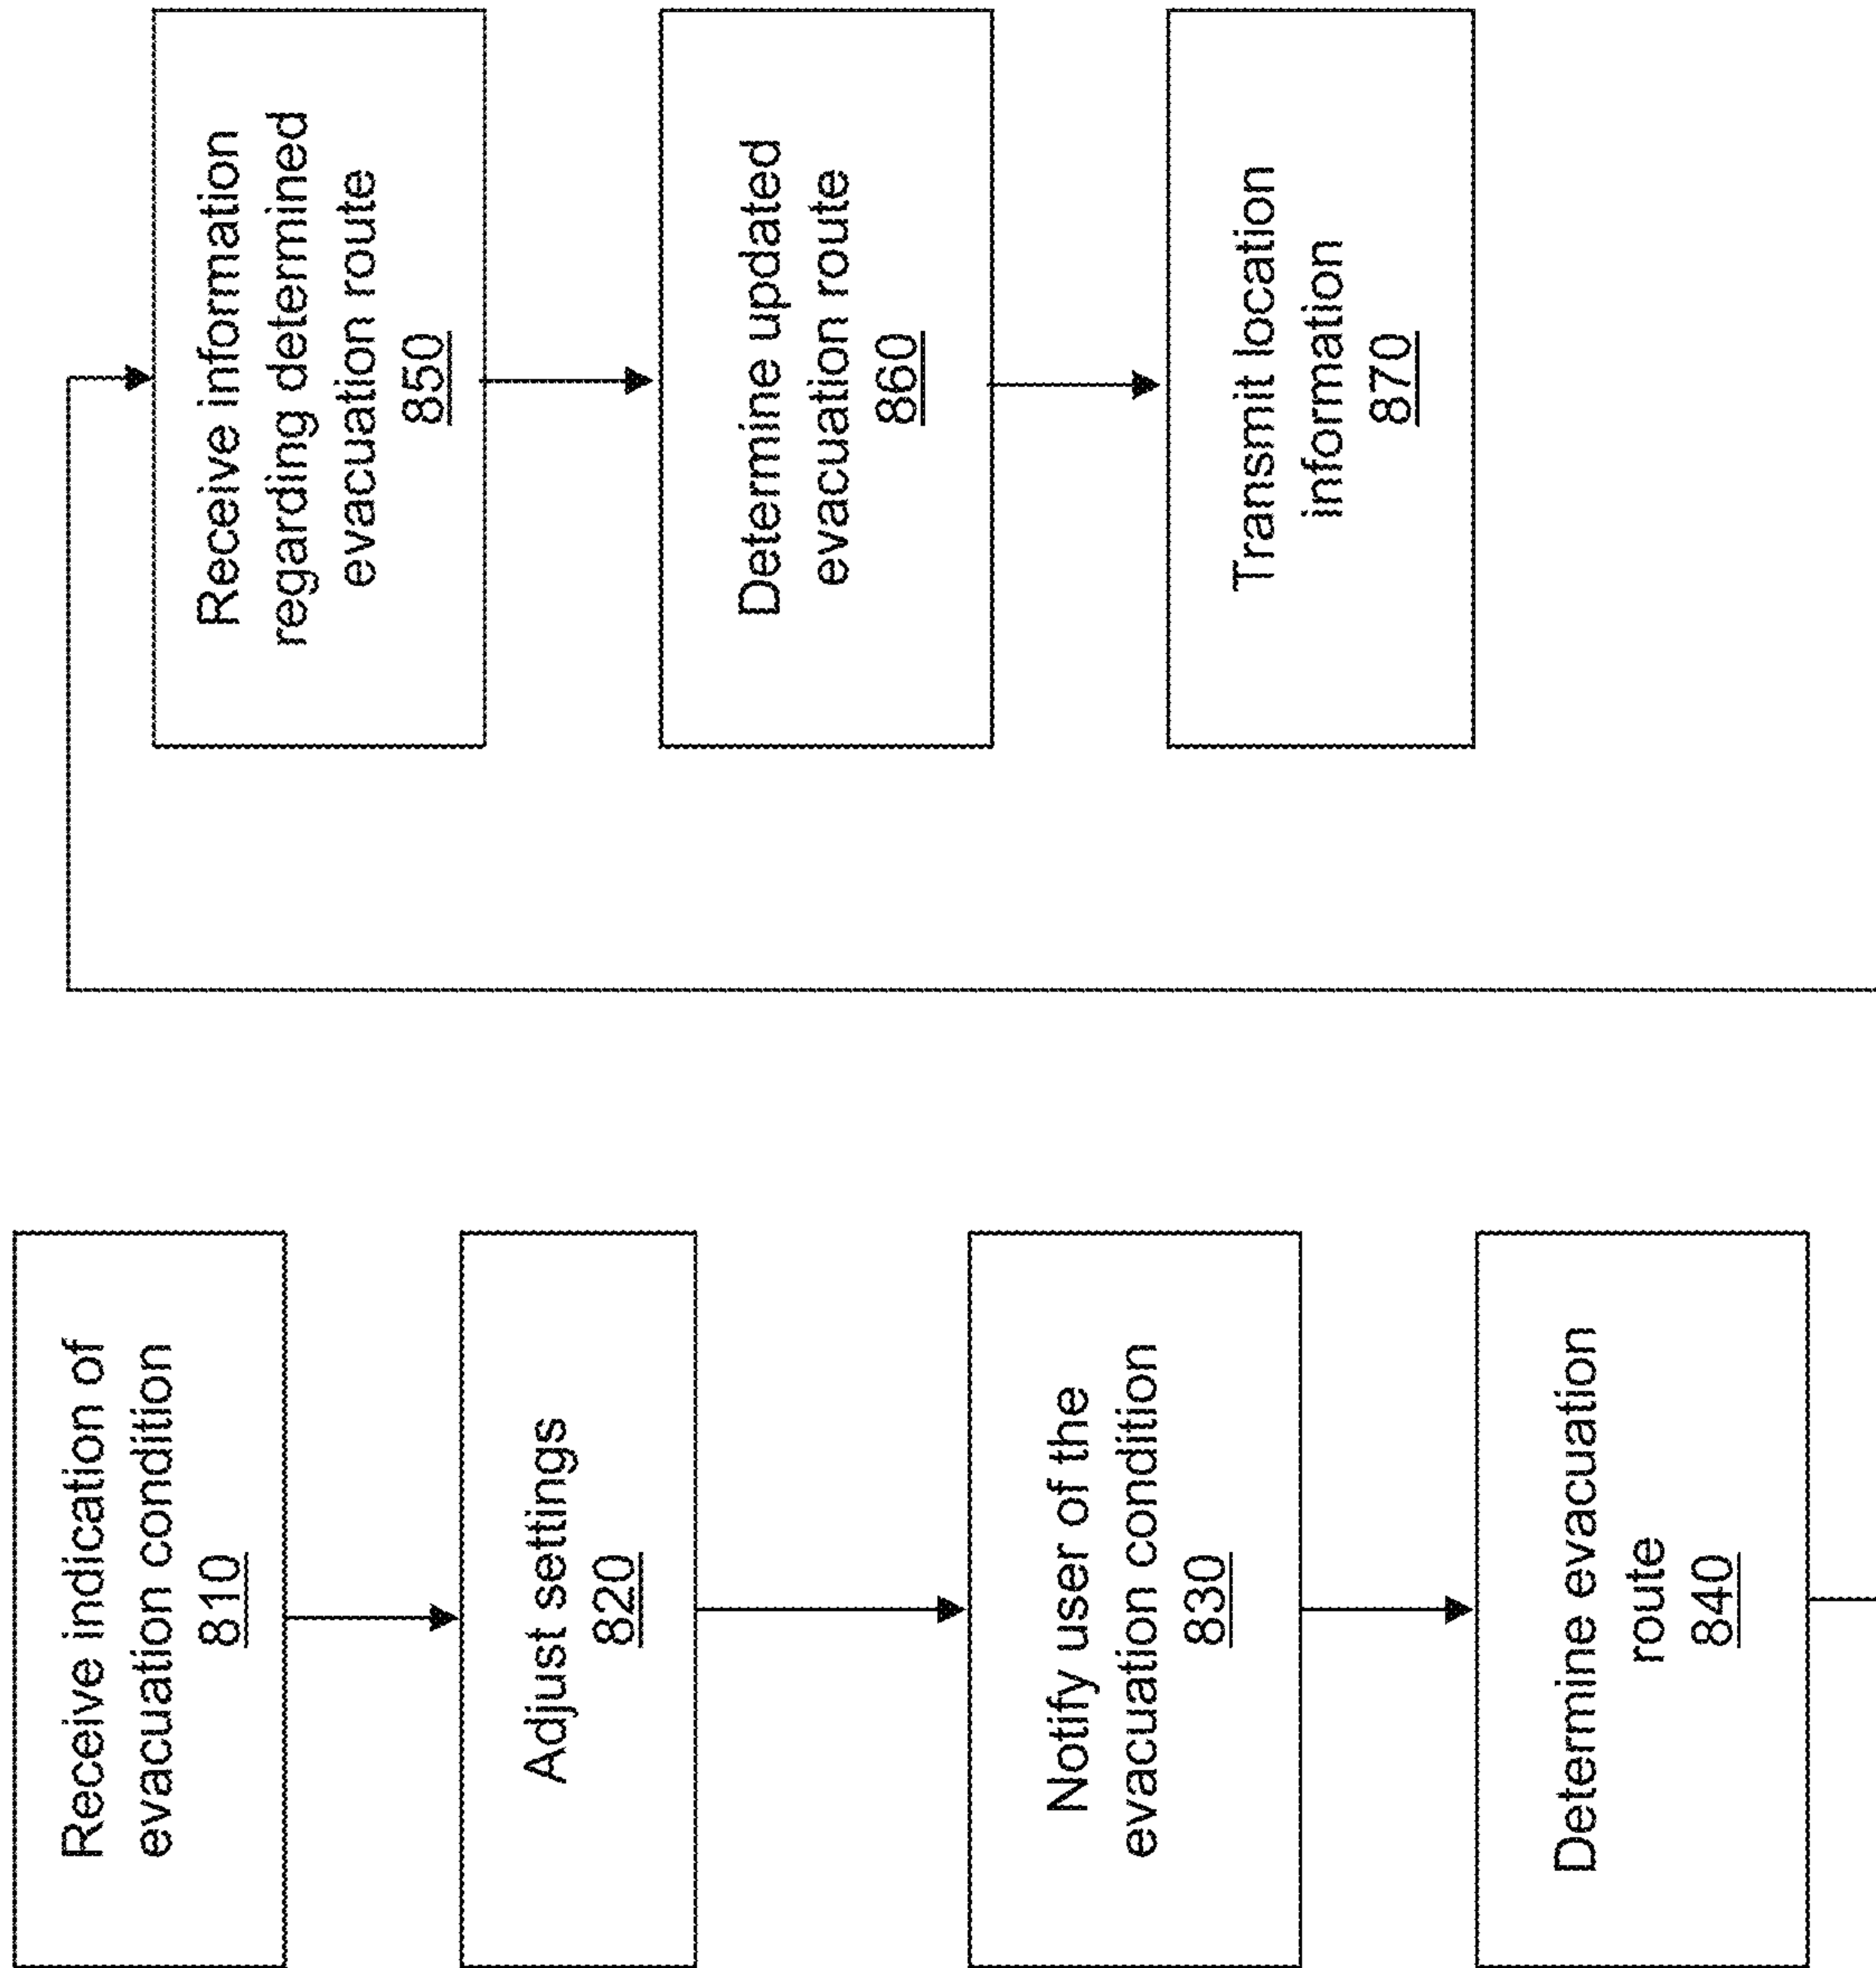 Receive indication of
evacuation condition
810
Adjust settings
820
Notify user of the
evacuation condition
830
Determine evacuation
route
840
Receive information
regarding determined
evacuation route
850
Determine updated
evacuation route
860
Transmit location
information
870